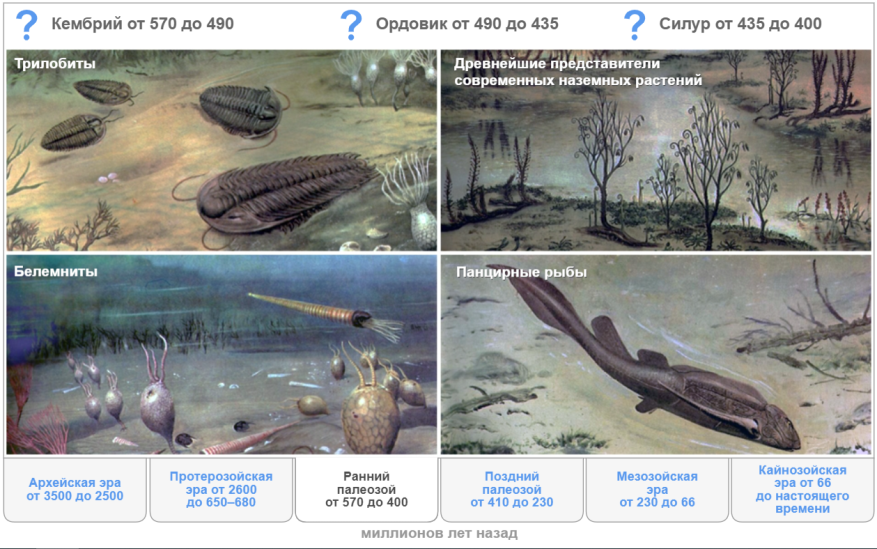 ? Кембрий от 570 до 490
? Ордовик от 490 до 435
? Силур от 435 до 400
Трилобиты
Древнейшие представители
современных наземных растений
Белемниты
Панцирные рыбы
Архейская эра
от 3500 до 2500
Протерозойская
эра от 2600
до 650–680
Ранний
палеозой
от 570 до 400
Поздний
палеозой
от 410 до 230
Мезозойская
эра
от 230 до 66
Кайнозойская
эра от 66
до настоящего
времени
миллионов лет назад